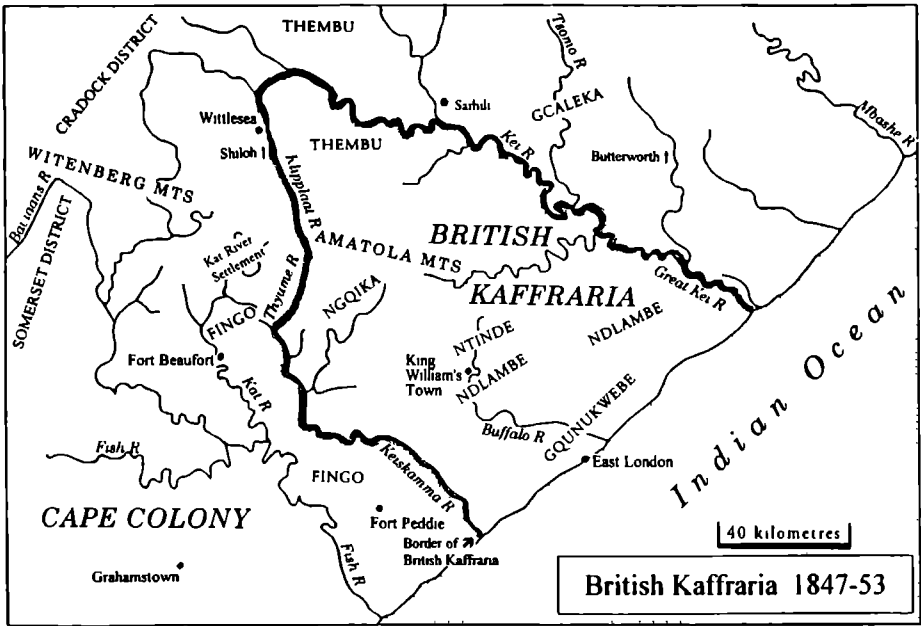 THEMBU
CRADOCK DISTRICT
Tsomo R
Sarhili
GCALEKA
Mbashe R
Wittlesea
Shiloh
THEMBU
Kei R
Butterworth
WITENBERG MTS
Klipplaat R
SOMERSET DISTRICT
Kat River
Settlement
AMATOLA MTS
BRITISH
KAFFRARIA
Great Kei R
Thyume R
NGQIKA
FINGO
NDLAMBE
NTINDE
Fort Beaufort
King
William's
Town
NDLAMBE
Kat R
Buffalo R
GQUNUKWEBE
Indian Ocean
Fish R
East London
FINGO
Keiskamma R
CAPE COLONY
Fort Peddie
Border of
British Kaffraria
Fish R
Grahamstown
40 kilometres
British Kaffraria 1847-53